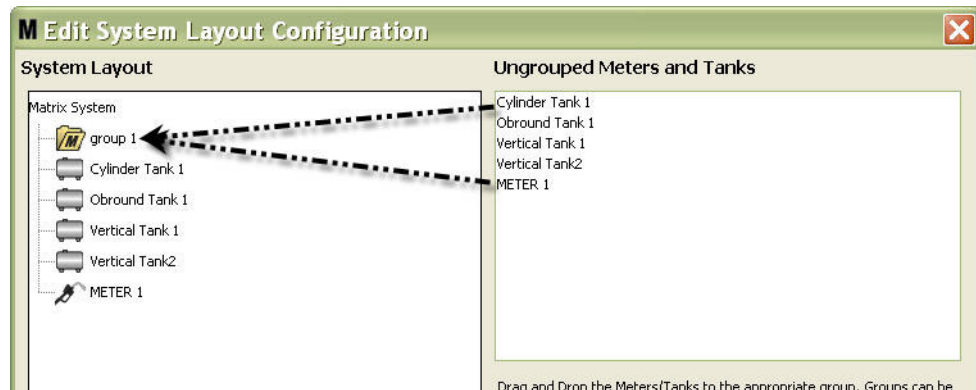 M Edit System Layout Configuration
System Layout
Matrix System
M group 1
Cylinder Tank 1
Obround Tank 1
Vertical Tank 1
Vertical Tank2
METER 1
Ungrouped Meters and Tanks
Cylinder Tank 1
Obround Tank 1
Vertical Tank 1
Vertical Tank2
METER 1
Drag and Drop the Meters/Tanks to the appropriate group. Groups can be